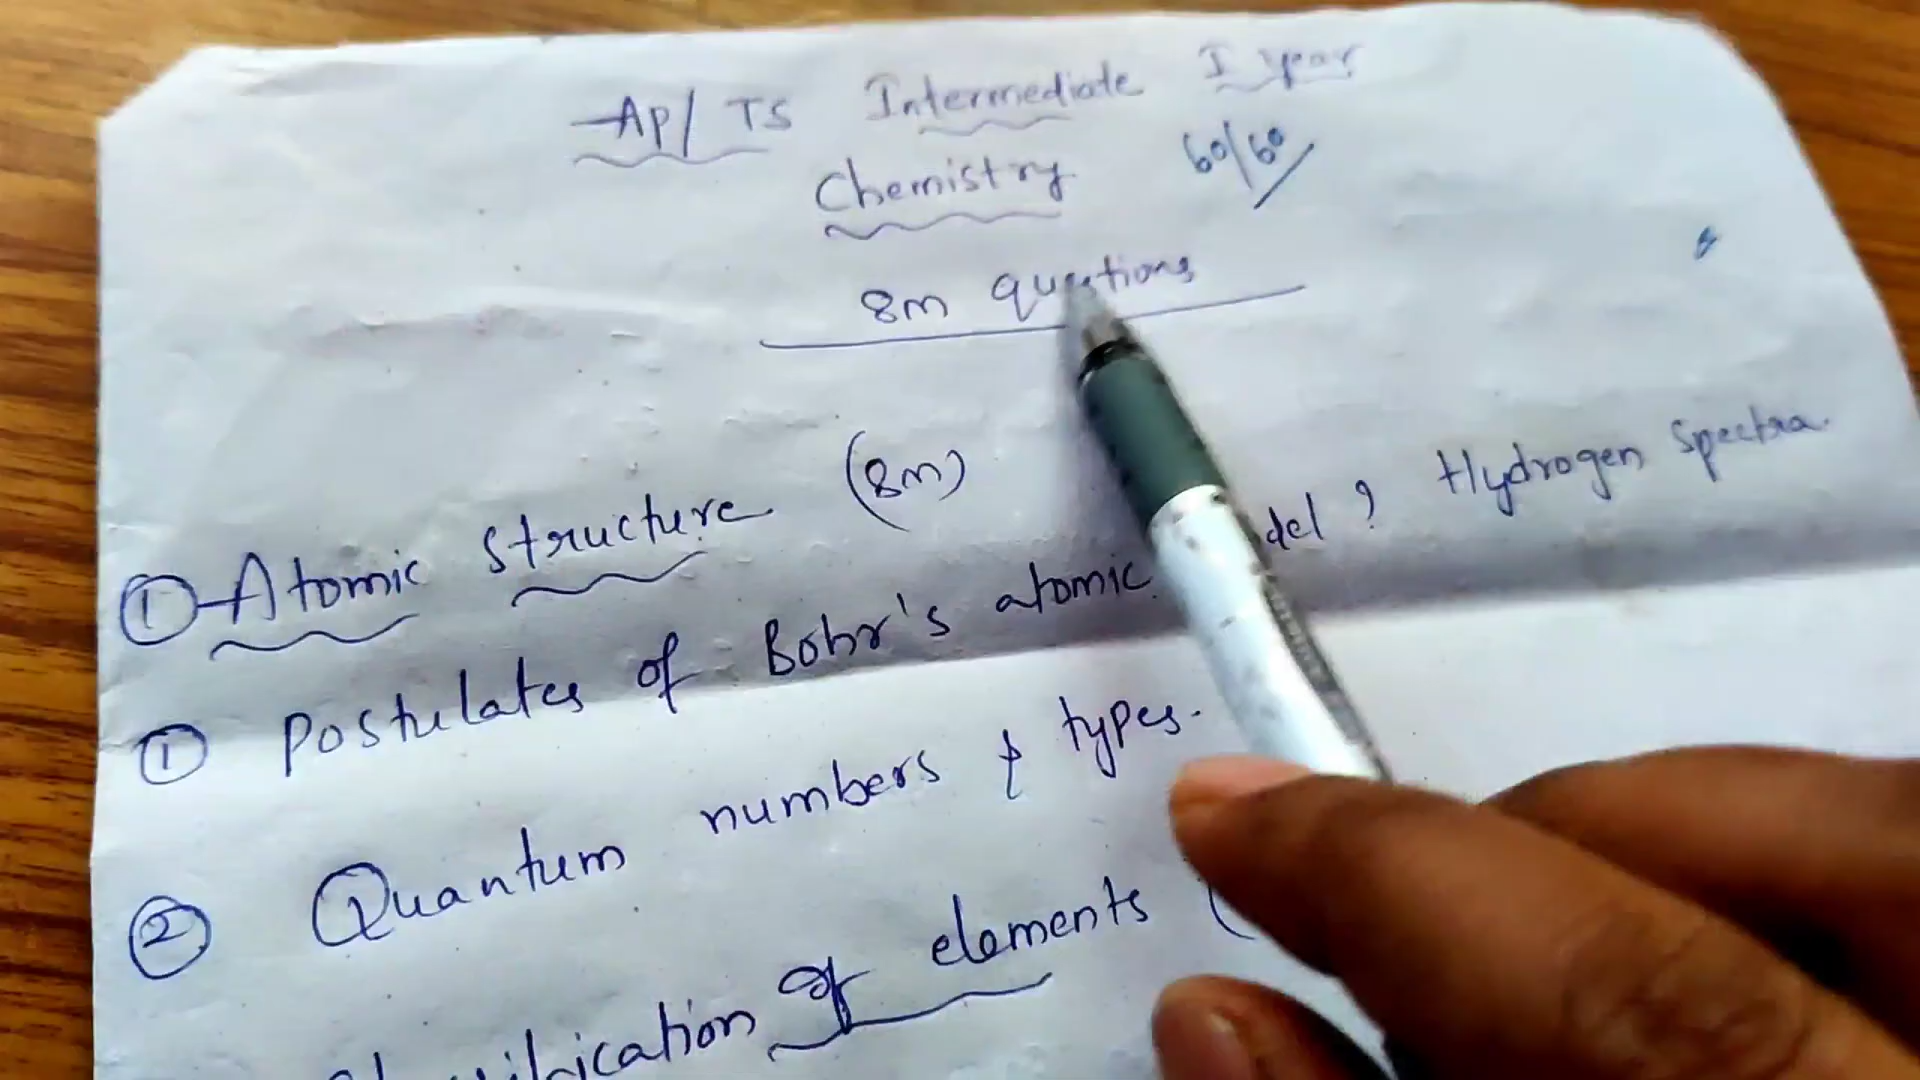 AP/ TS Intermediate I year
Chemistry 60/60
8m questions
① Atomic structure (8m)
① Postulates of Bohr's atomic del ? Hydrogen spectra.
② Quantum numbers & types.
of elements (